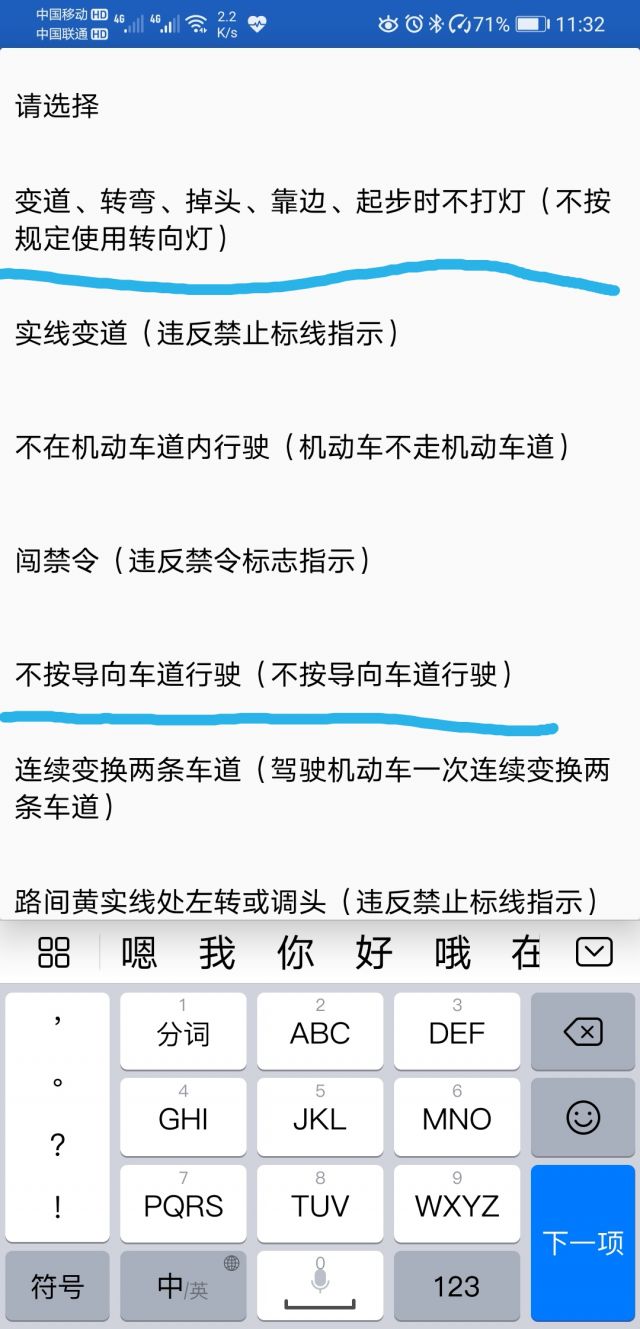 中国移动 HD 4G 4G 2.2 K/s 71% 11:32
中国联通 HD
请选择
变道、转弯、掉头、靠边、起步时不打灯（不按
规定使用转向灯）
实线变道（违反禁止标线指示）
不在机动车道内行驶（机动车不走机动车道）
闯禁令（违反禁令标志指示）
不按导向车道行驶（不按导向车道行驶）
连续变换两条车道（驾驶机动车一次连续变换两
条车道）
路间黄实线处左转或调头（违反禁止标线指示）
嗯 我 你 好 哦 在
， 1 2 3
分词 ABC DEF
。 4 5 6
GHI JKL MNO
？ 7 8 9
！ PQRS TUV WXYZ
下一项
符号 中/英 0 123